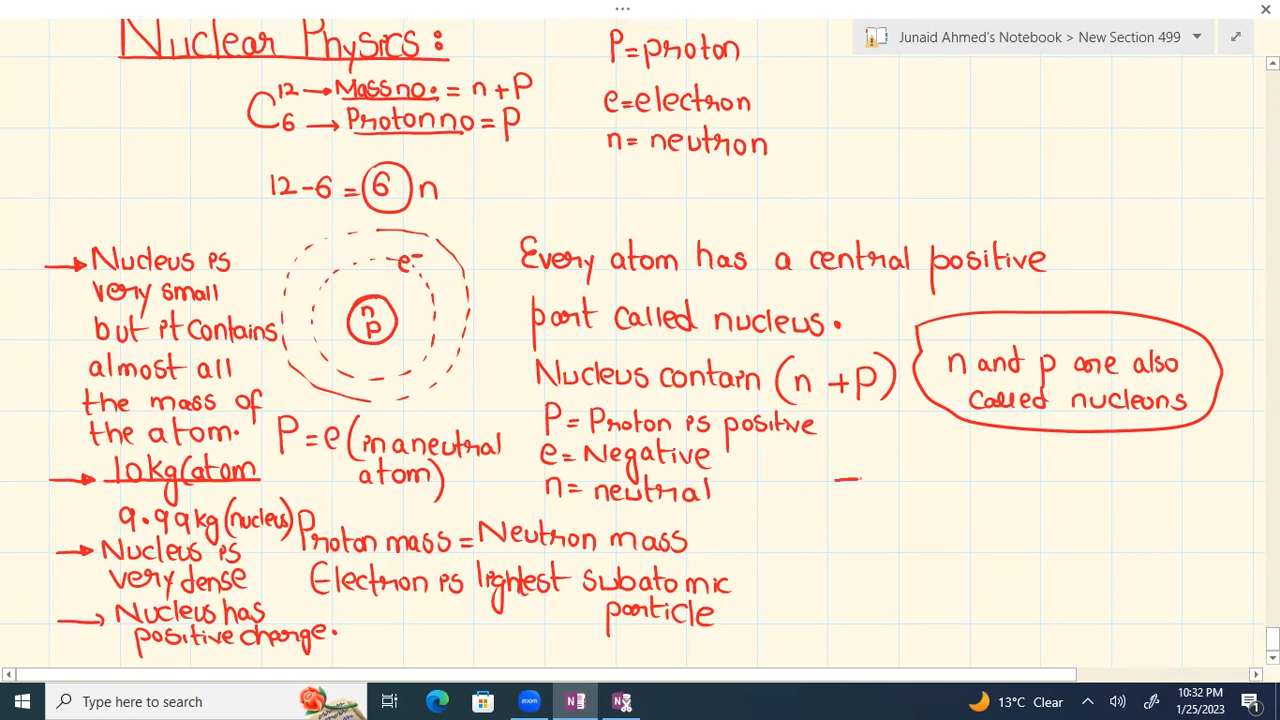 Junaid Ahmed's Notebook > New Section 499
Nuclear Physics:
C 12 → Mass no. = n + P
6 → Proton no = P
12 - 6 = 6 n
P = proton
e = electron
n = neutron
→ Nucleus is
very small
but it contains
almost all
the mass of
the atom.
→ 10 kg (atom
9.99 kg (nucleus)
→ Nucleus is
very dense
→ Nucleus has
positive charge.
e-
n
P
P = e (in a neutral
atom)
Every atom has a central positive
part called nucleus.
Nucleus contain (n + P)
P = Proton is positive
e = Negative
n = neutral
Proton mass = Neutron mass
Electron is lightest subatomic
particle
n and p are also
called nucleons
Type here to search
zoom
13°C Clear
10:32 PM
1/25/2023
1